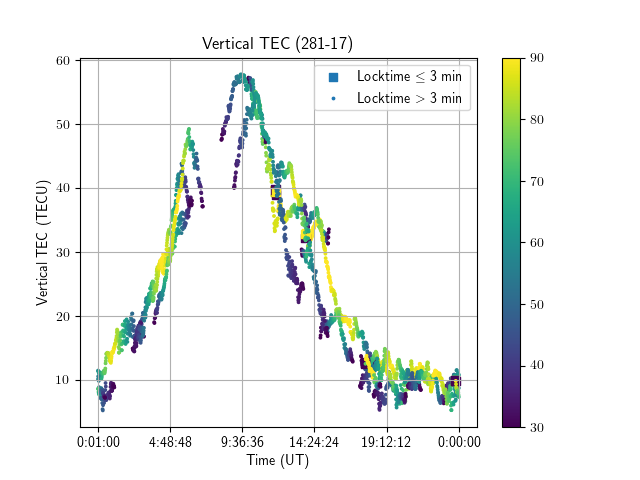 Vertical TEC (281-17)
Locktime ≤ 3 min
Locktime > 3 min
60
50
40
30
20
10
Vertical TEC (TECU)
0:01:00 4:48:48 9:36:36 14:24:24 19:12:12 0:00:00
Time (UT)
90
80
70
60
50
40
30